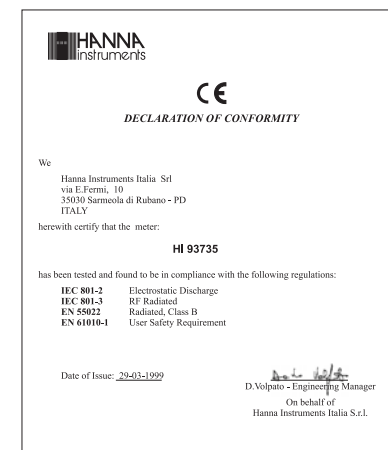 HANNA
instruments
CE
DECLARATION OF CONFORMITY
We
Hanna Instruments Italia Srl
via E.Fermi, 10
35030 Sarmeola di Rubano - PD
ITALY
herewith certify that the meter:
HI 93735
has been tested and found to be in compliance with the following regulations:
IEC 801-2 Electrostatic Discharge
IEC 801-3 RF Radiated
EN 55022 Radiated, Class B
EN 61010-1 User Safety Requirement
Date of Issue: 29-03-1999
D.Volpato - Engineering Manager
On behalf of
Hanna Instruments Italia S.r.l.